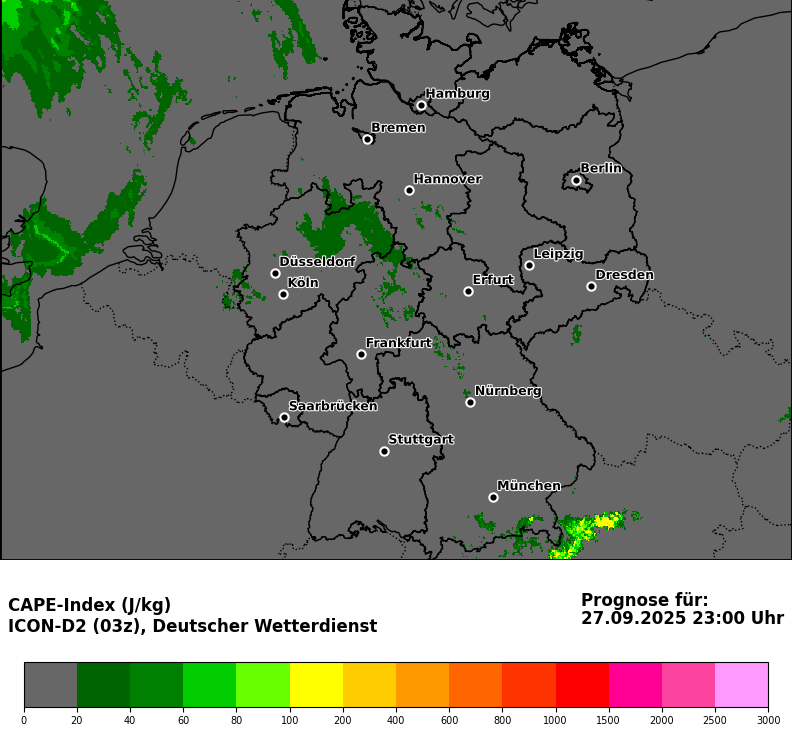 Hamburg
Bremen
Berlin
Hannover
Leipzig
Düsseldorf
Dresden
Erfurt
Köln
Frankfurt
Nürnberg
Saarbrücken
Stuttgart
München
CAPE-Index (J/kg)
ICON-D2 (03z), Deutscher Wetterdienst
Prognose für:
27.09.2025 23:00 Uhr
0 20 40 60 80 100 200 400 600 800 1000 1500 2000 2500 3000